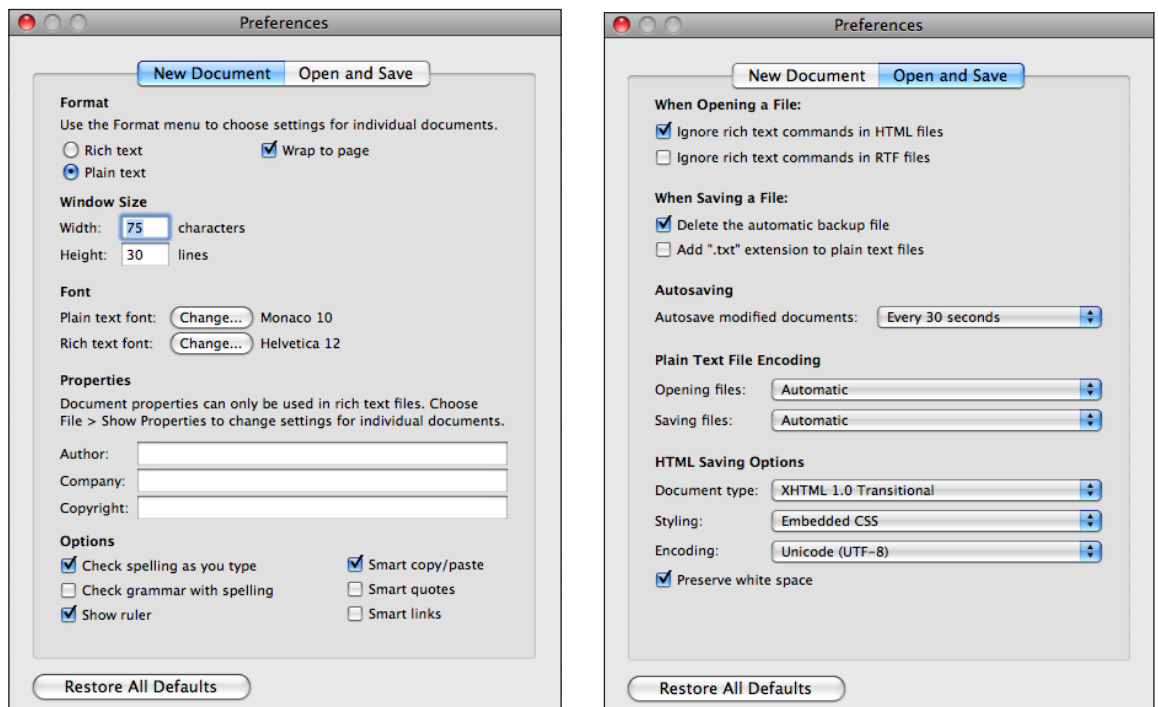 Preferences
New Document Open and Save
Format
Use the Format menu to choose settings for individual documents.
Rich text Wrap to page
Plain text
Window Size
Width: 75 characters
Height: 30 lines
Font
Plain text font: Change... Monaco 10
Rich text font: Change... Helvetica 12
Properties
Document properties can only be used in rich text files. Choose
File > Show Properties to change settings for individual documents.
Author:
Company:
Copyright:
Options
Check spelling as you type Smart copy/paste
Check grammar with spelling Smart quotes
Show ruler Smart links
Restore All Defaults
Preferences
New Document Open and Save
When Opening a File:
Ignore rich text commands in HTML files
Ignore rich text commands in RTF files
When Saving a File:
Delete the automatic backup file
Add ".txt" extension to plain text files
Autosaving
Autosave modified documents: Every 30 seconds
Plain Text File Encoding
Opening files: Automatic
Saving files: Automatic
HTML Saving Options
Document type: XHTML 1.0 Transitional
Styling: Embedded CSS
Encoding: Unicode (UTF-8)
Preserve white space
Restore All Defaults